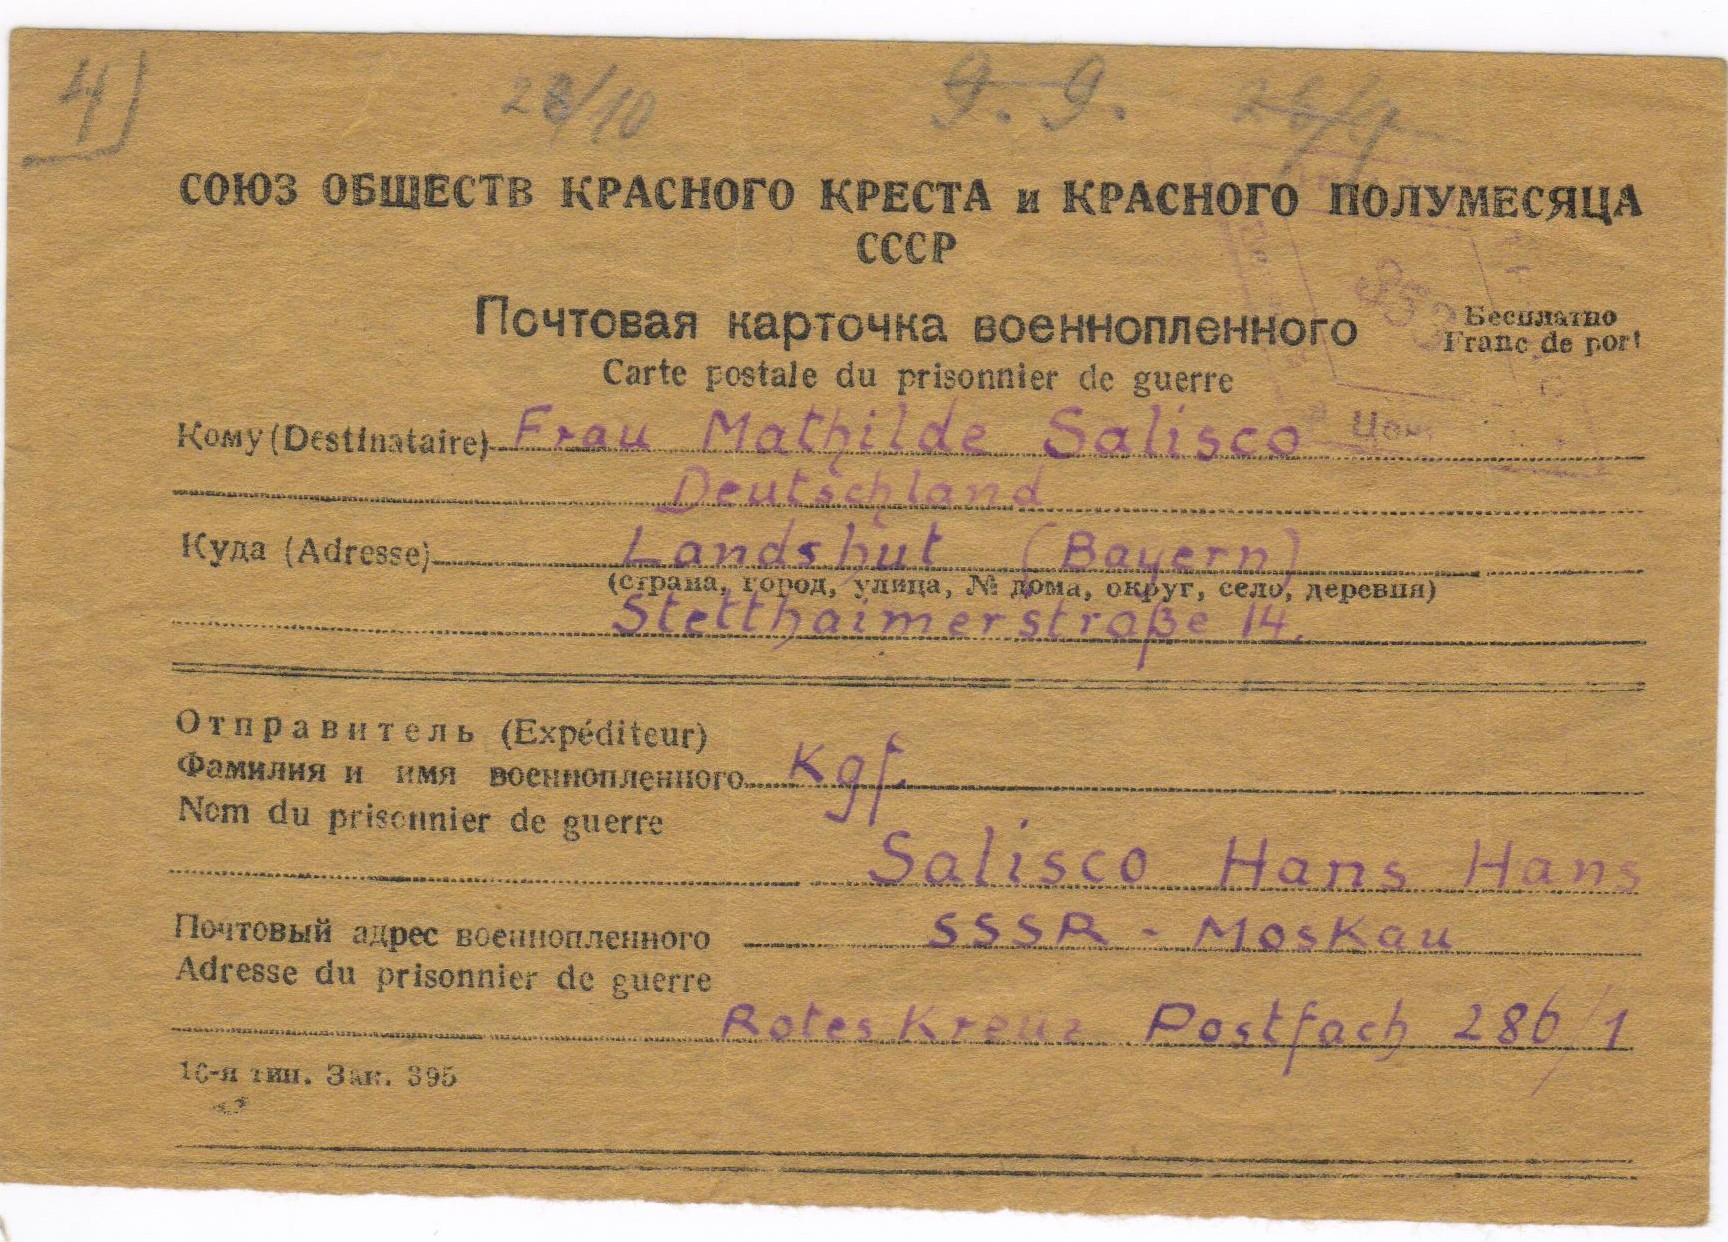 4)
28/10
9. 9.
26/9
СОЮЗ ОБЩЕСТВ КРАСНОГО КРЕСТА и КРАСНОГО ПОЛУМЕСЯЦА
СССР
Почтовая карточка военнопленного
Бесплатно
Franc de port
Carte postale du prisonnier de guerre
Кому (Destinataire) Frau Mathilde Salisco
Deutschland
Куда (Adresse) Landshut (Bayern)
(страна, город, улица, № дома, округ, село, деревня)
Stetthaimerstraße 14.
Отправитель (Expéditeur)
Фамилия и имя военнопленного Kgf.
Nom du prisonnier de guerre
Salisco Hans Hans
Почтовый адрес военнопленного SSSR - Moskau
Adresse du prisonnier de guerre
Rotes Kreuz Postfach 286/1
16-я тип. Зак. 395